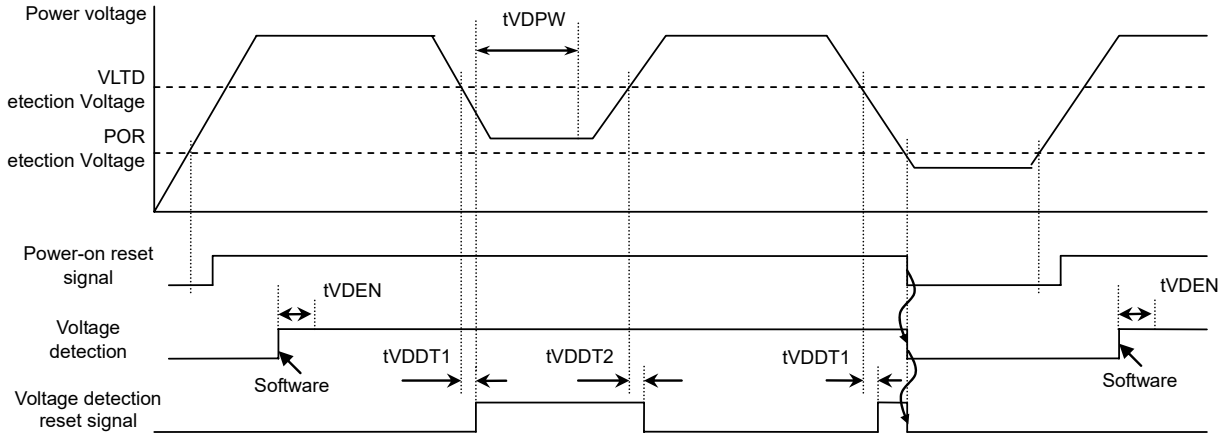 Power voltage
tVDPW
VLTD
etection Voltage
POR
etection Voltage
Power-on reset
signal
tVDEN
tVDEN
Voltage
detection
Software
tVDDT1
tVDDT2
tVDDT1
Software
Voltage detection
reset signal